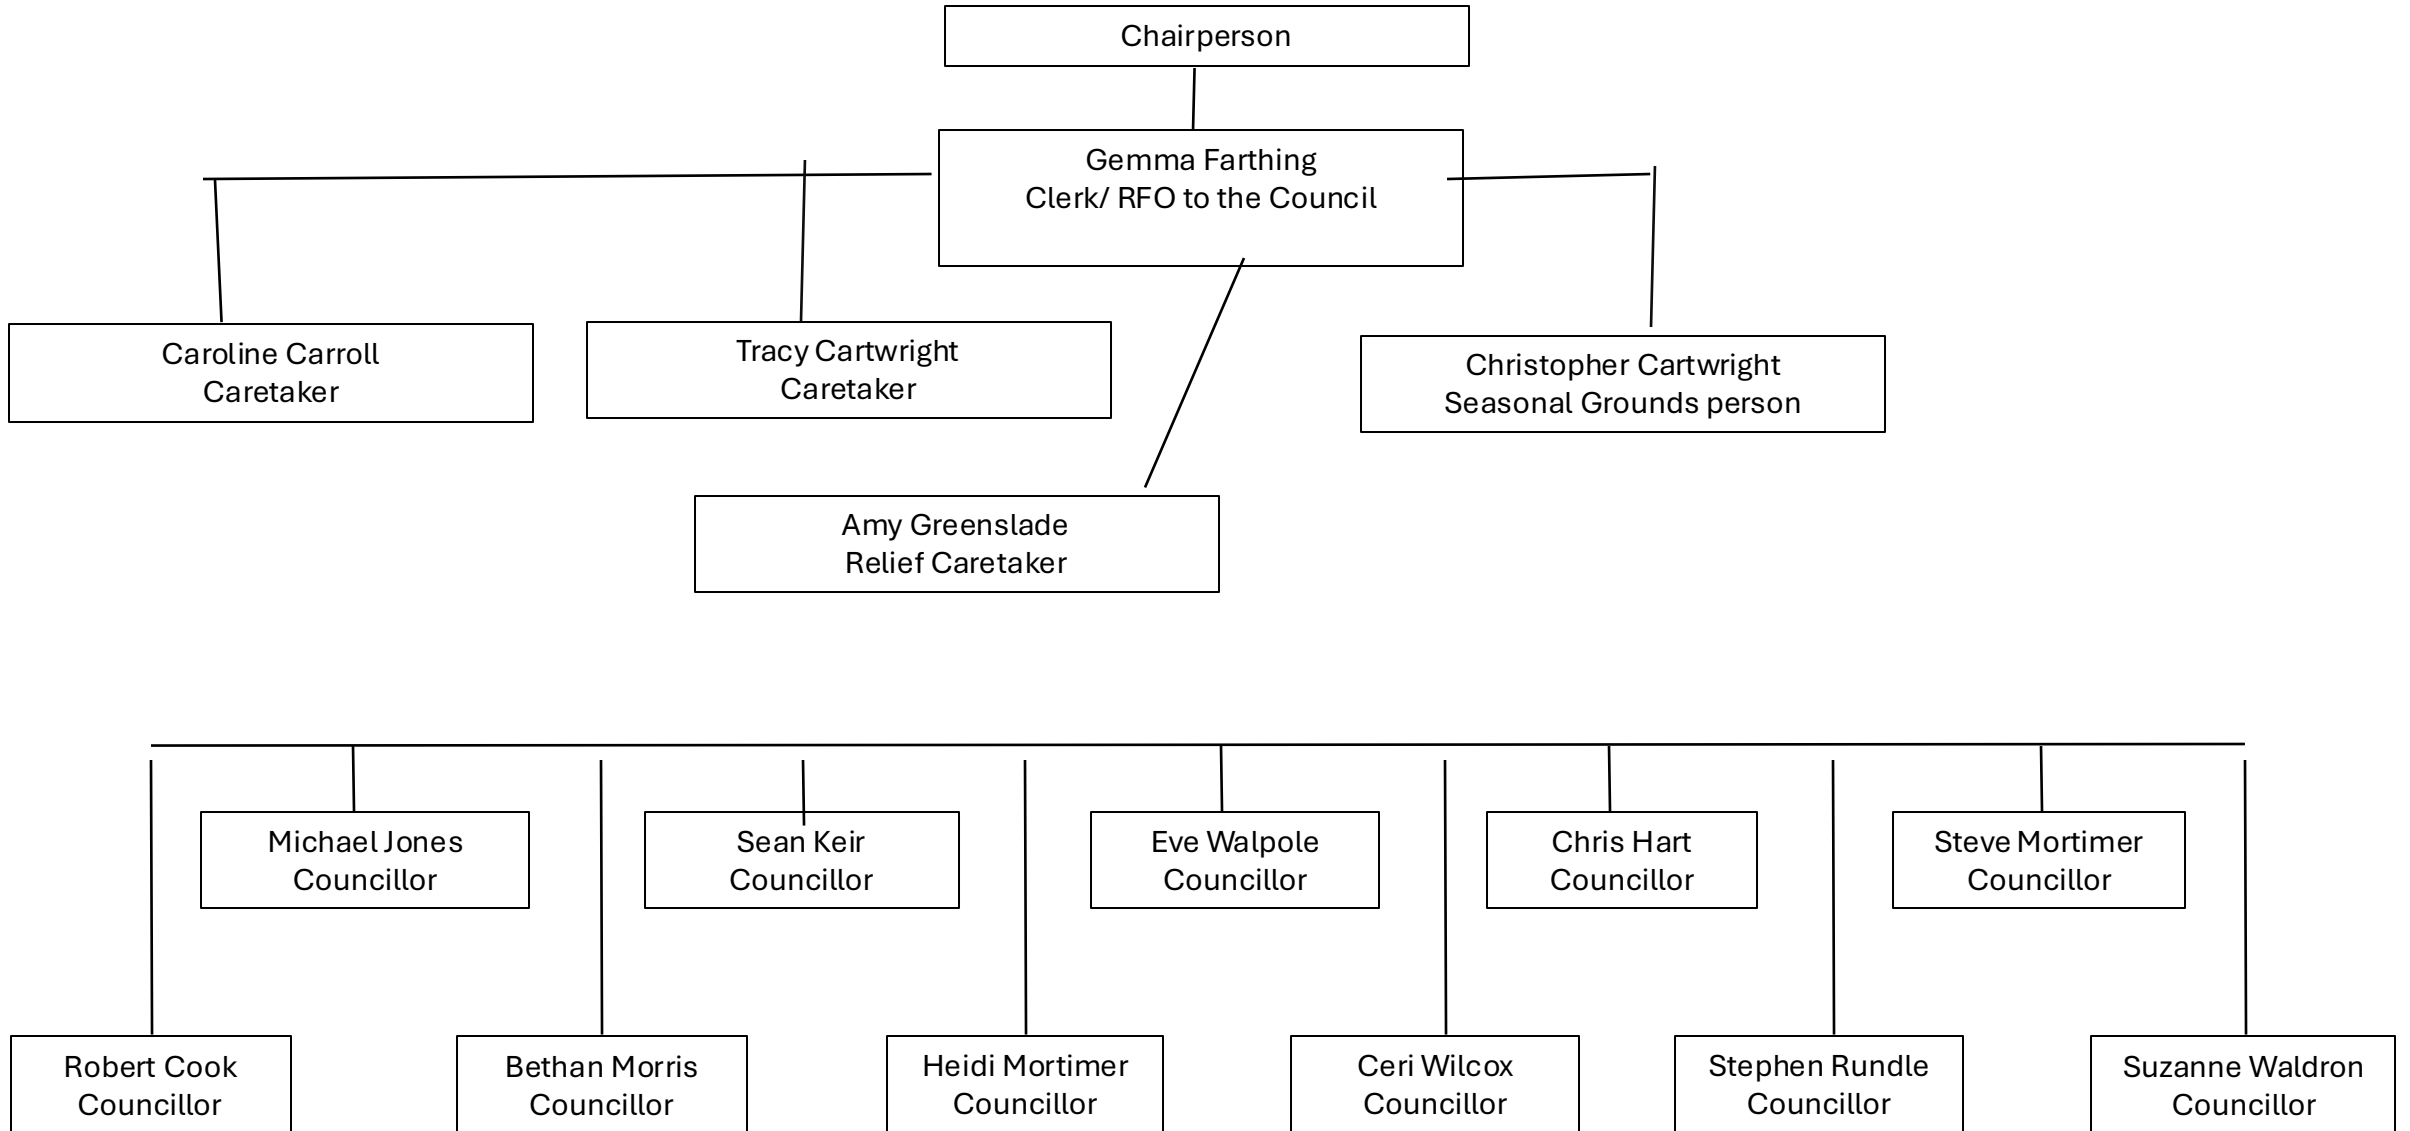 Chairperson
Gemma Farthing
Clerk/ RFO to the Council
Caroline Carroll
Caretaker
Tracy Cartwright
Caretaker
Christopher Cartwright
Seasonal Grounds person
Amy Greenslade
Relief Caretaker
Michael Jones
Councillor
Sean Keir
Councillor
Eve Walpole
Councillor
Chris Hart
Councillor
Steve Mortimer
Councillor
Robert Cook
Councillor
Bethan Morris
Councillor
Heidi Mortimer
Councillor
Ceri Wilcox
Councillor
Stephen Rundle
Councillor
Suzanne Waldron
Councillor